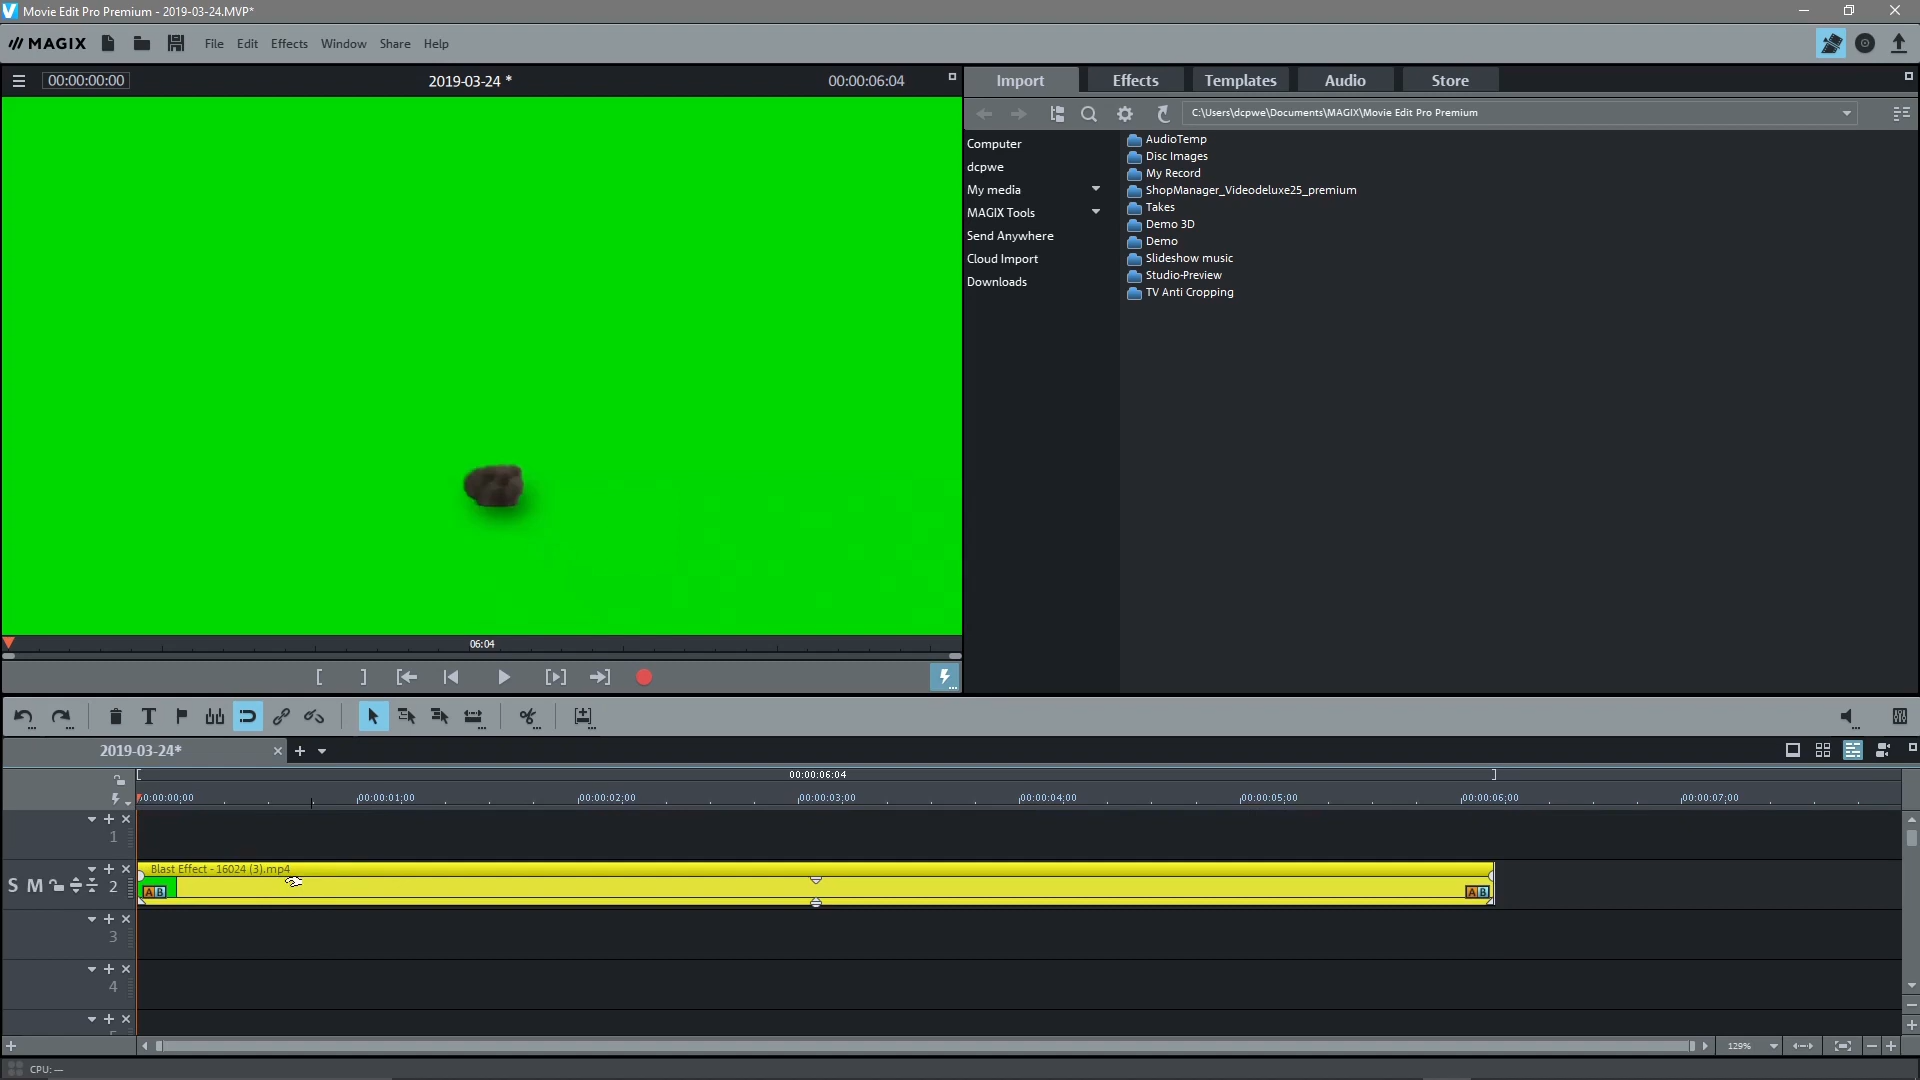 Movie Edit Pro Premium - 2019-03-24.MVP*
MAGIX File Edit Effects Window Share Help
00:00:00:00 2019-03-24 * 00:00:06:04
Import Effects Templates Audio Store
C:\Users\dcpwe\Documents\MAGIX\Movie Edit Pro Premium
Computer
dcpwe
My media
MAGIX Tools
Send Anywhere
Cloud Import
Downloads
AudioTemp
Disc Images
My Record
ShopManager_Videodeluxe25_premium
Takes
Demo 3D
Demo
Slideshow music
Studio-Preview
TV Anti Cropping
06:04
2019-03-24*
00:00:06:04
00:00:00;00 00:00:01;00 00:00:02;00 00:00:03;00 00:00:04;00 00:00:05;00 00:00:06;00 00:00:07;00
1
Blast Effect - 16024 (3).mp4
S M 2
A B A B
3
4
129%
CPU: —